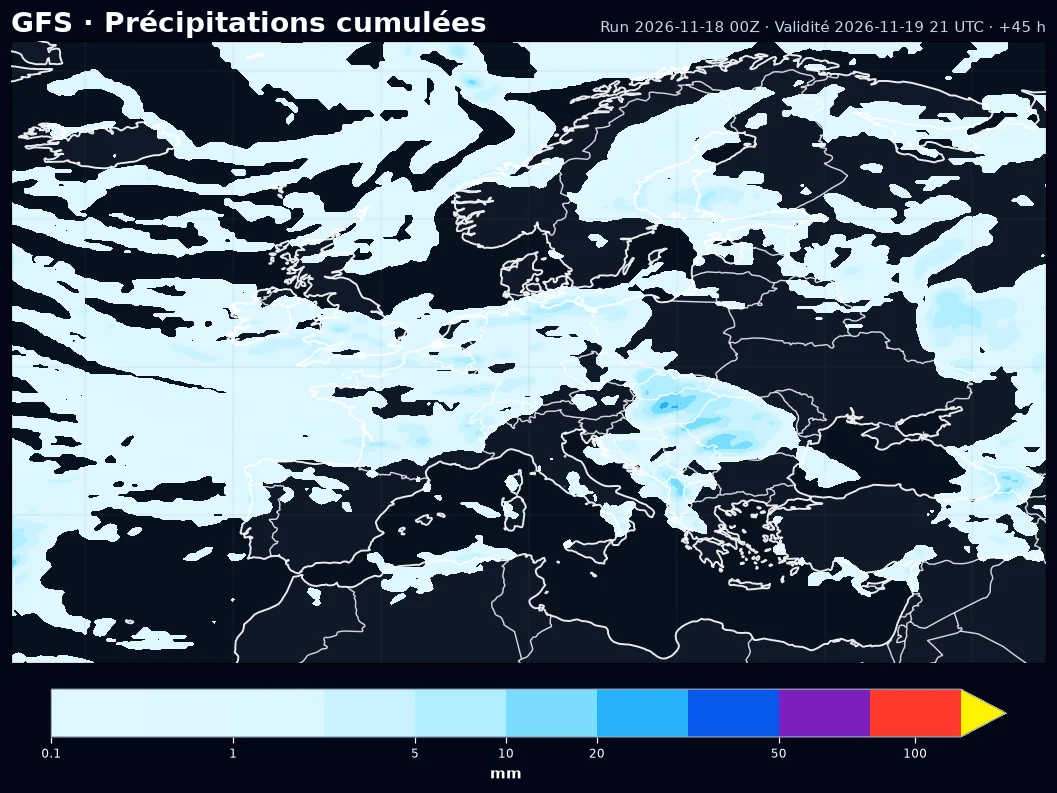 GFS · Précipitations cumulées
Run 2026-11-18 00Z · Validité 2026-11-19 21 UTC · +45 h
0.1 1 5 10 20 50 100
mm